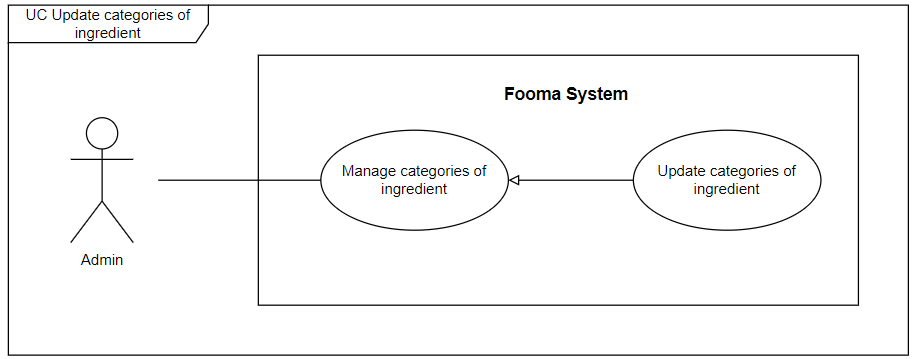 UC Update categories of
ingredient
Fooma System
Manage categories of
ingredient
Update categories of
ingredient
Admin